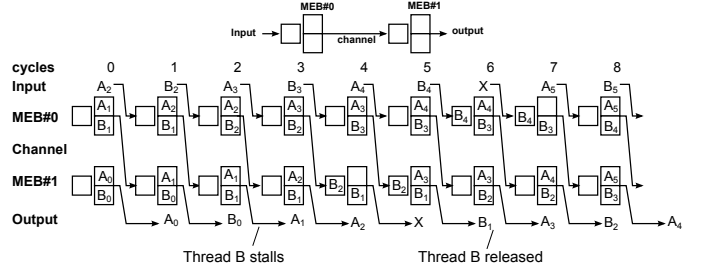 MEB#0 MEB#1
Input channel output
cycles 0 1 2 3 4 5 6 7 8
Input A2 B2 A3 B3 A4 B4 X A5 B5
MEB#0 A1 A2 A2 A3 A3 A4 B4 A4 B4 A5
B1 B1 B2 B2 B3 B3 B3 B3 B4
Channel
MEB#1 A0 A1 A1 A2 B2 B2 A3 A3 A4 A5
B0 B1 B1 B1 B1 B1 B2 B2 B3
Output A0 B0 A1 A2 X B1 A3 B2 A4
Thread B stalls Thread B released